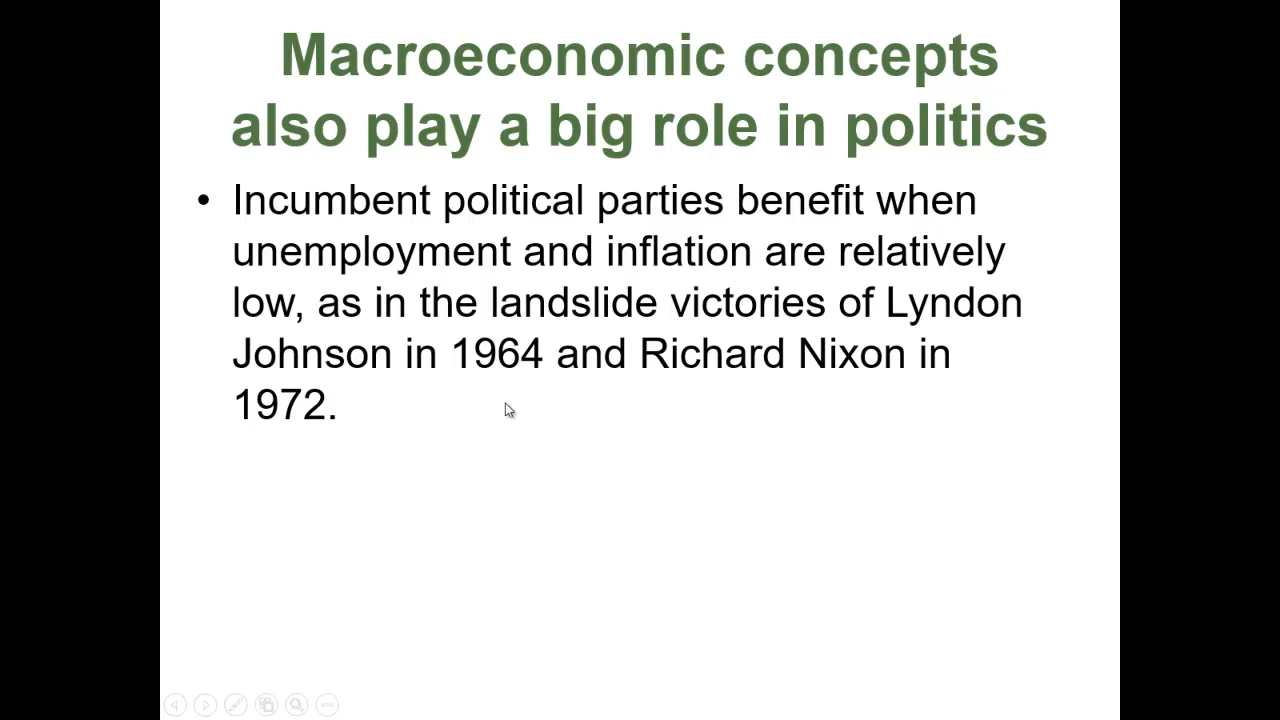 Macroeconomic concepts
also play a big role in politics
• Incumbent political parties benefit when
unemployment and inflation are relatively
low, as in the landslide victories of Lyndon
Johnson in 1964 and Richard Nixon in
1972.